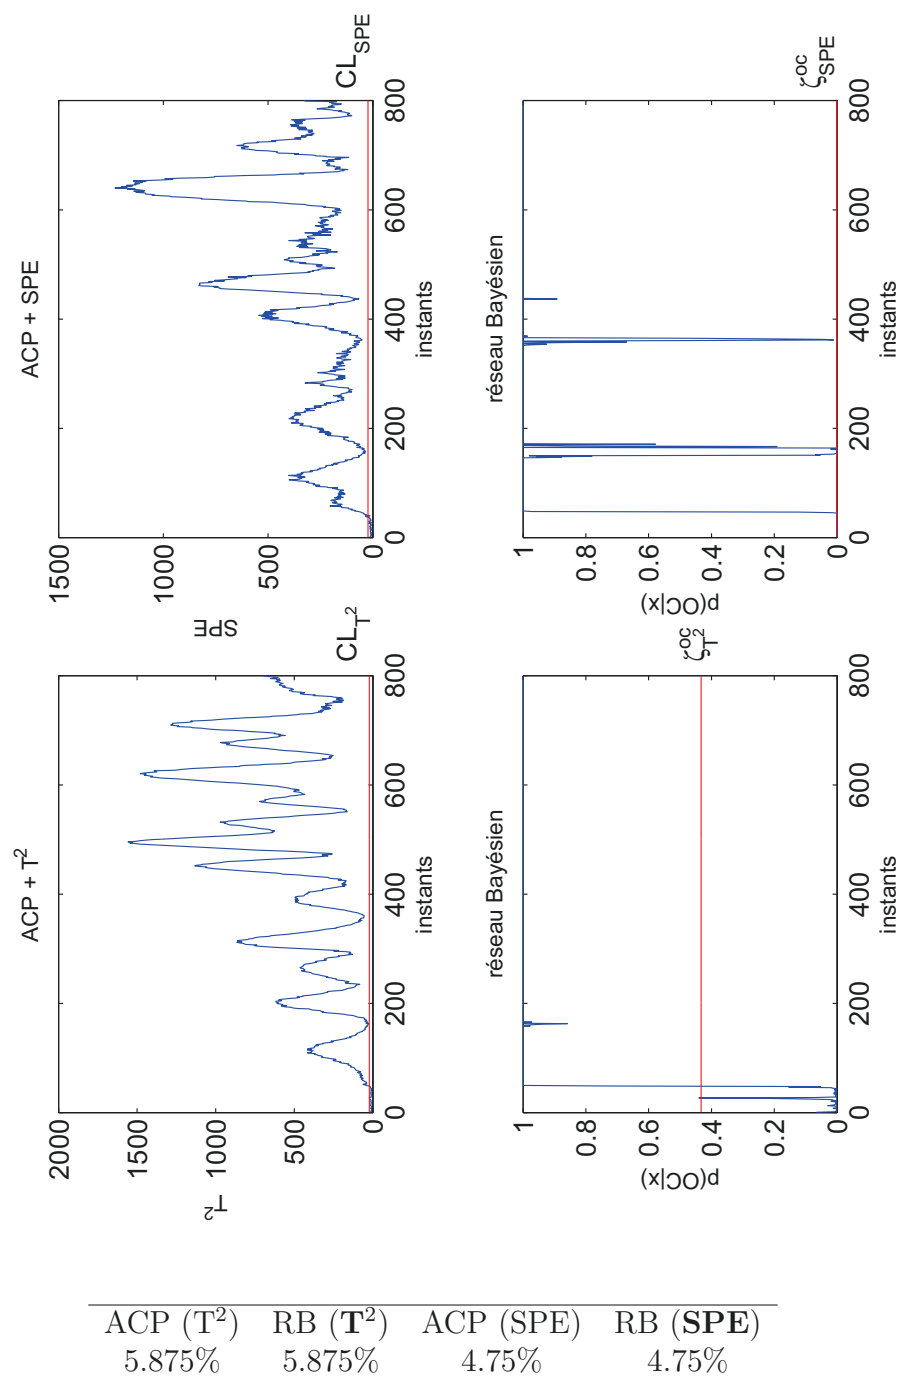 ACP + T²
T²
2000
1500
1000
500
0
0 200 400 600 800
instants
CL_T²
ACP + SPE
SPE
1500
1000
500
0
0 200 400 600 800
instants
CL_SPE
réseau Bayésien
p(OC|x)
1
0.8
0.6
0.4
0.2
0
0 200 400 600 800
instants
ζ^oc_T²
réseau Bayésien
p(OC|x)
1
0.8
0.6
0.4
0.2
0
0 200 400 600 800
instants
ζ^oc_SPE
ACP (T²) RB (T²) ACP (SPE) RB (SPE)
5.875% 5.875% 4.75% 4.75%